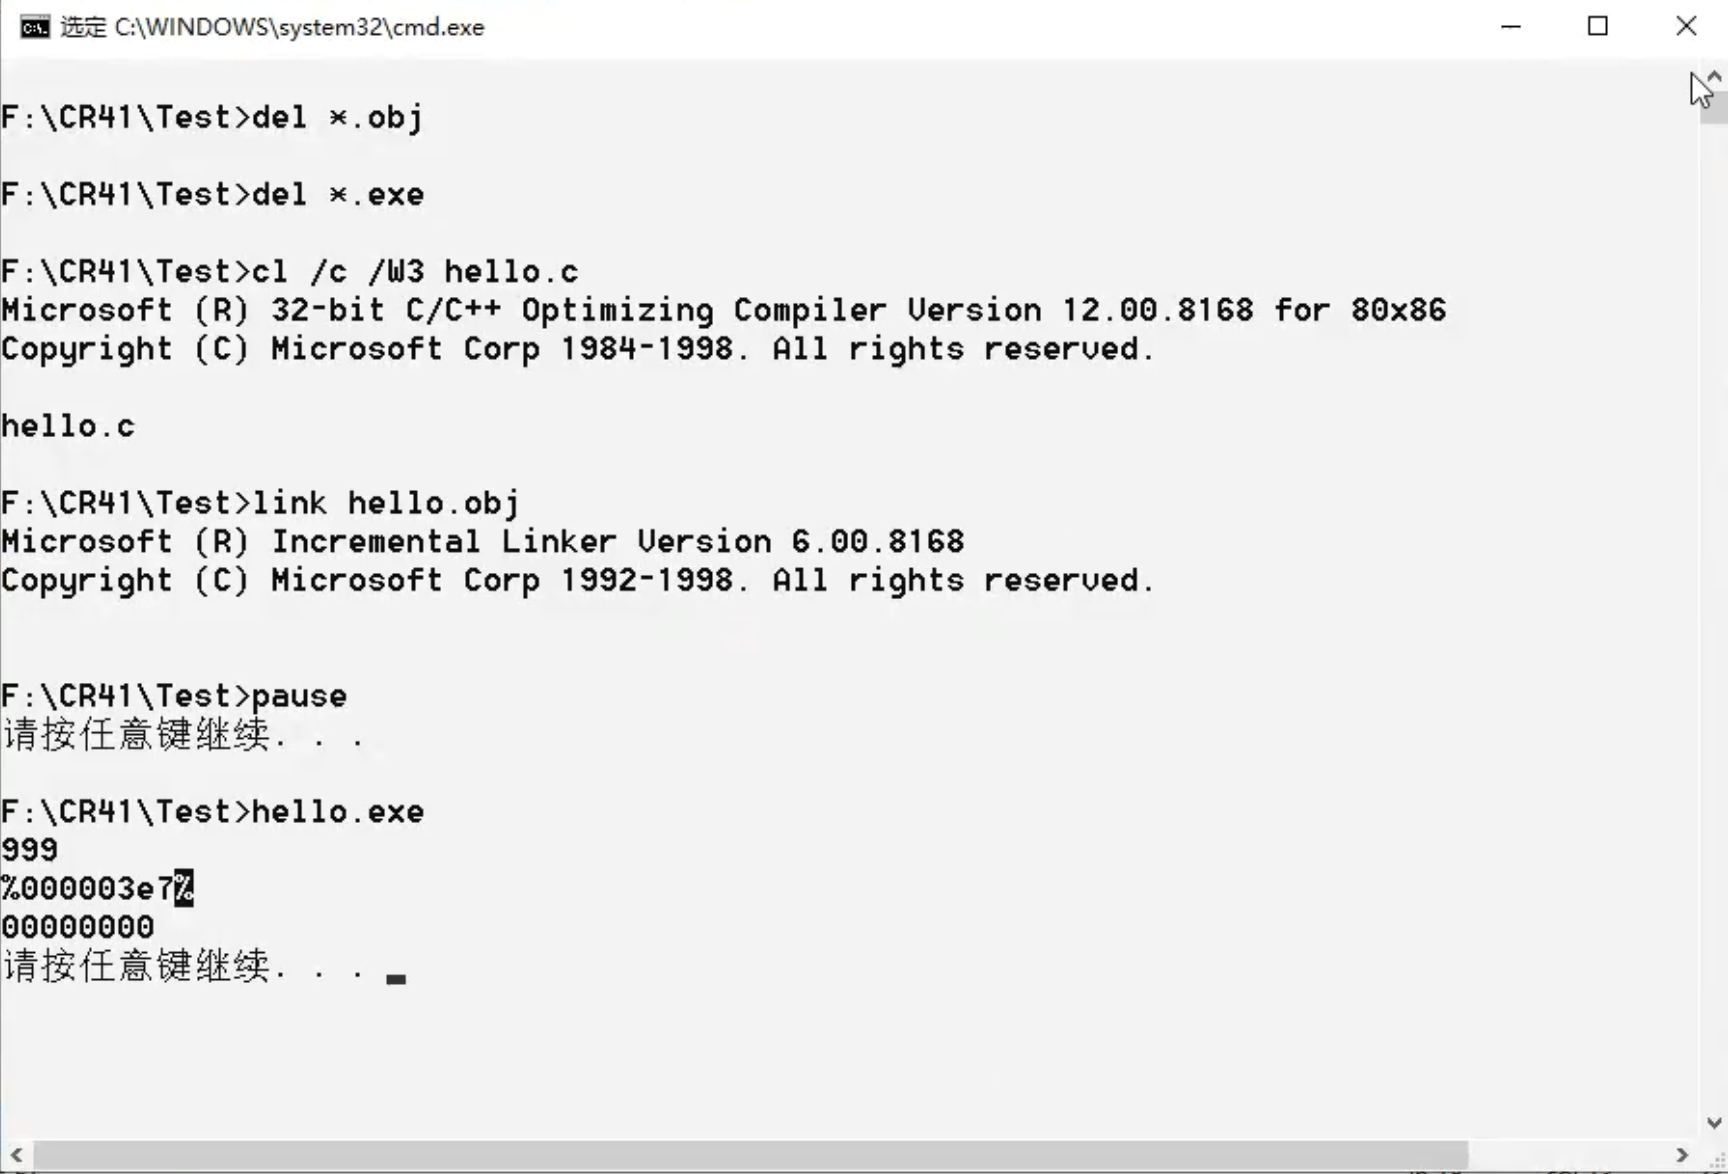 选定 C:\WINDOWS\system32\cmd.exe
F:\CR41\Test>del *.obj
F:\CR41\Test>del *.exe
F:\CR41\Test>cl /c /W3 hello.c
Microsoft (R) 32-bit C/C++ Optimizing Compiler Version 12.00.8168 for 80x86
Copyright (C) Microsoft Corp 1984-1998. All rights reserved.
hello.c
F:\CR41\Test>link hello.obj
Microsoft (R) Incremental Linker Version 6.00.8168
Copyright (C) Microsoft Corp 1992-1998. All rights reserved.
F:\CR41\Test>pause
请按任意键继续. . .
F:\CR41\Test>hello.exe
999
%000003e7%
00000000
请按任意键继续. . .